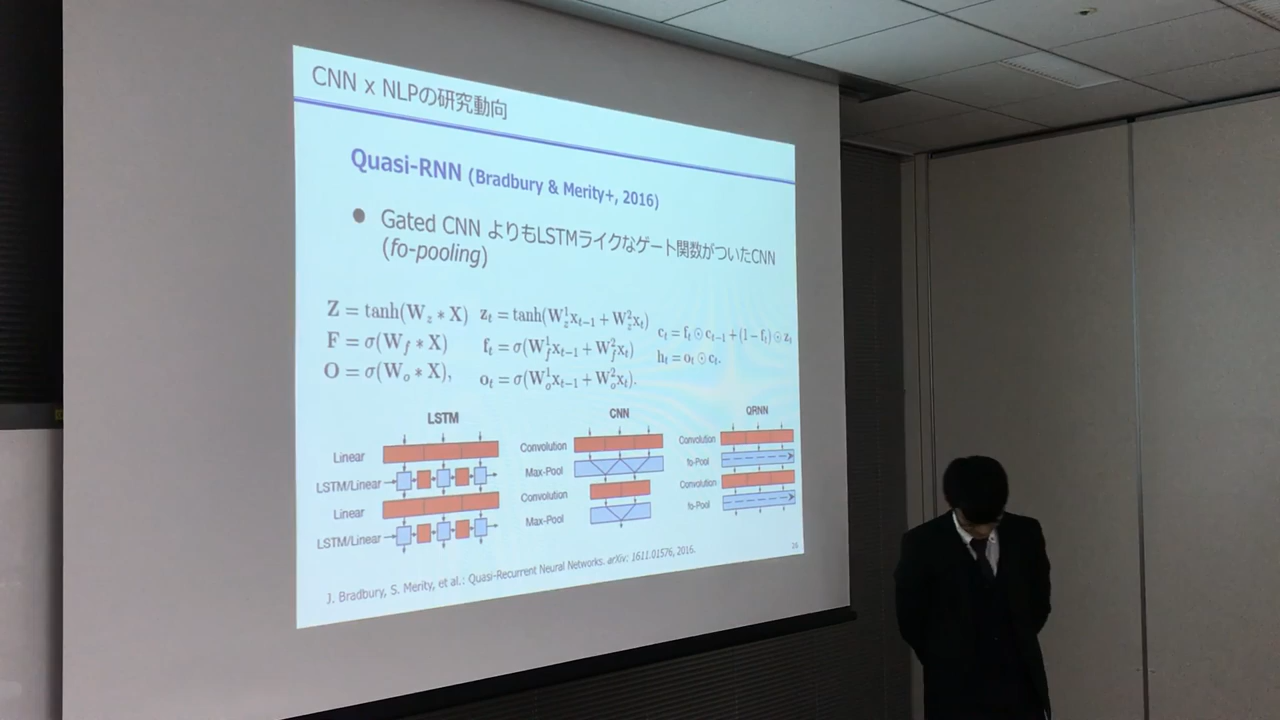 CNN x NLPの研究動向
Quasi-RNN (Bradbury & Merity+, 2016)
● Gated CNN よりもLSTMライクなゲート関数がついたCNN
(fo-pooling)
Z = tanh(W_z * X)
F = σ(W_f * X)
O = σ(W_o * X),
z_t = tanh(W_z^1 x_{t−1} + W_z^2 x_t)
f_t = σ(W_f^1 x_{t−1} + W_f^2 x_t)
o_t = σ(W_o^1 x_{t−1} + W_o^2 x_t).
c_t = f_t ⊙ c_{t−1} + (1 − f_t) ⊙ z_t
h_t = o_t ⊙ c_t.
LSTM
Linear
LSTM/Linear
Linear
LSTM/Linear
CNN
Convolution
Max-Pool
Convolution
Max-Pool
QRNN
Convolution
fo-Pool
Convolution
fo-Pool
J. Bradbury, S. Merity, et al.: Quasi-Recurrent Neural Networks. arXiv: 1611.01576, 2016.